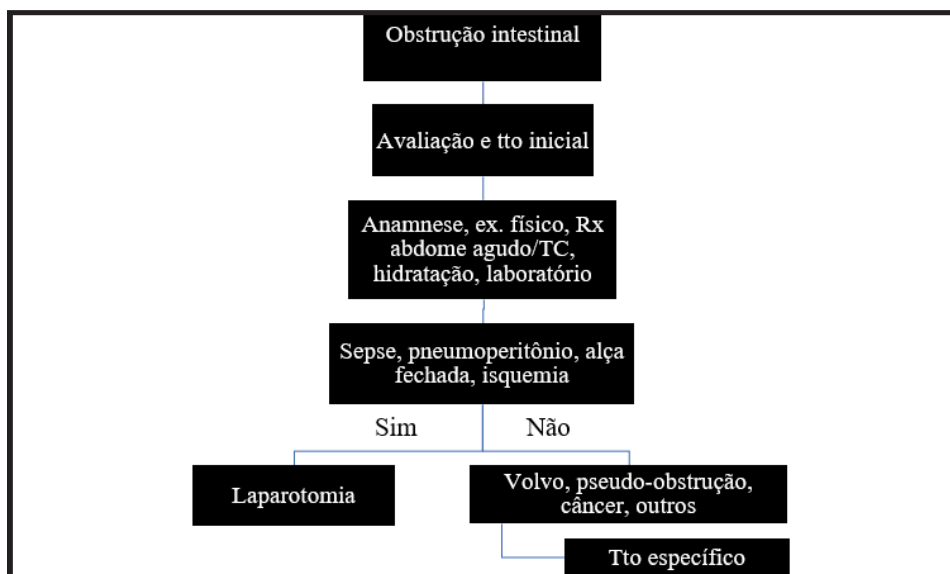 Obstrução intestinal
Avaliação e tto inicial
Anamnese, ex. físico, Rx
abdome agudo/TC,
hidratação, laboratório
Sepse, pneumoperitônio, alça
fechada, isquemia
Sim
Não
Laparotomia
Volvo, pseudo-obstrução,
câncer, outros
Tto específico